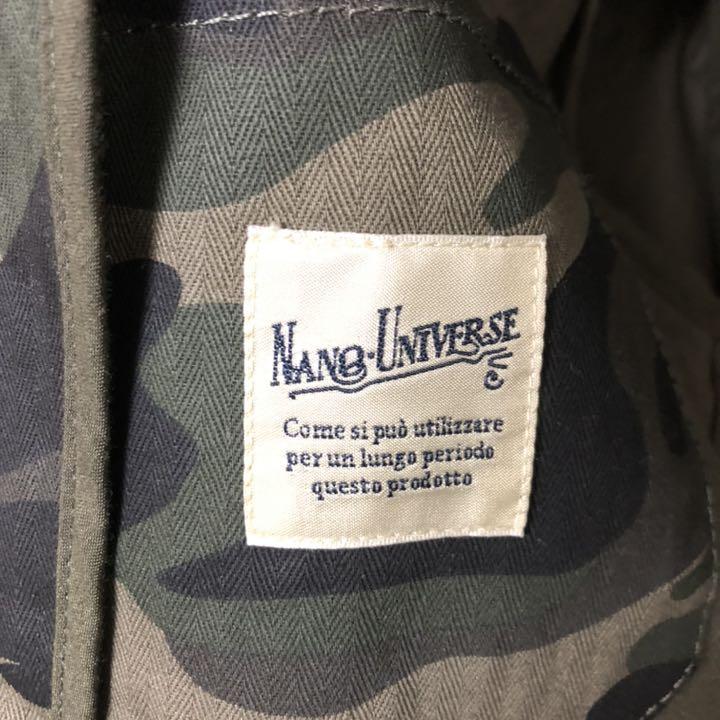 NANO·UNIVERSE
Come si può utilizzare
per un lungo periodo
questo prodotto